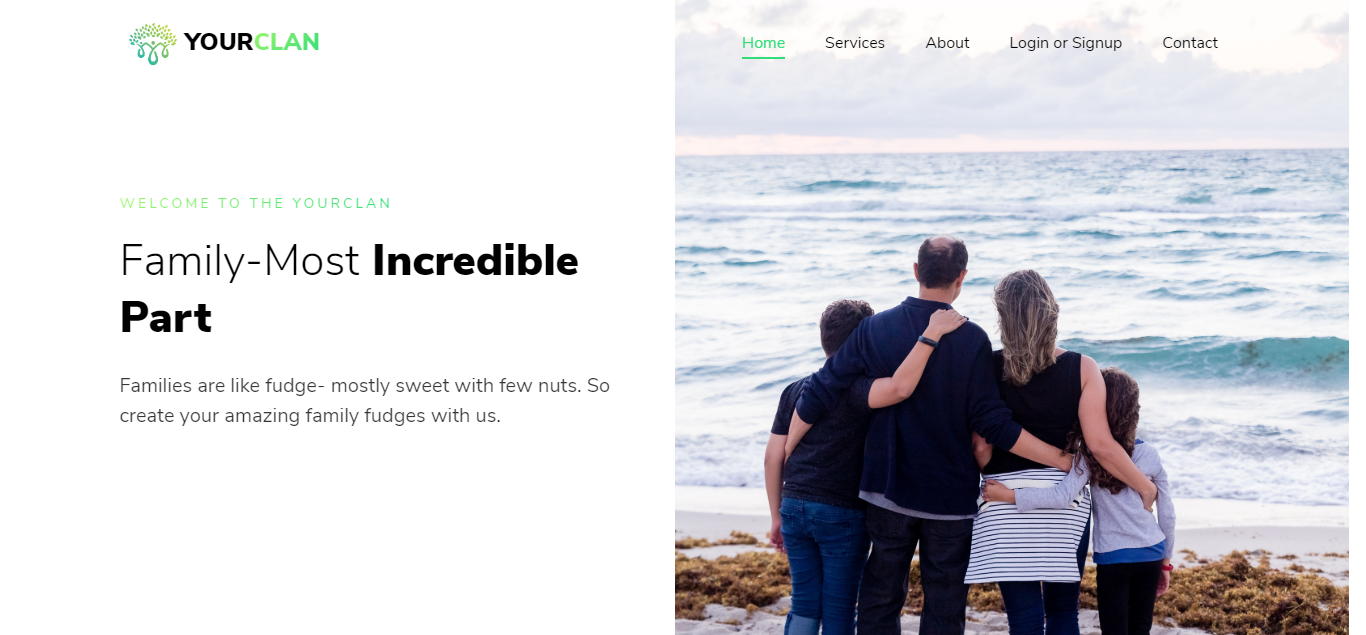 YOURCLAN
Home Services About Login or Signup Contact
WELCOME TO THE YOURCLAN
Family-Most Incredible
Part
Families are like fudge- mostly sweet with few nuts. So
create your amazing family fudges with us.